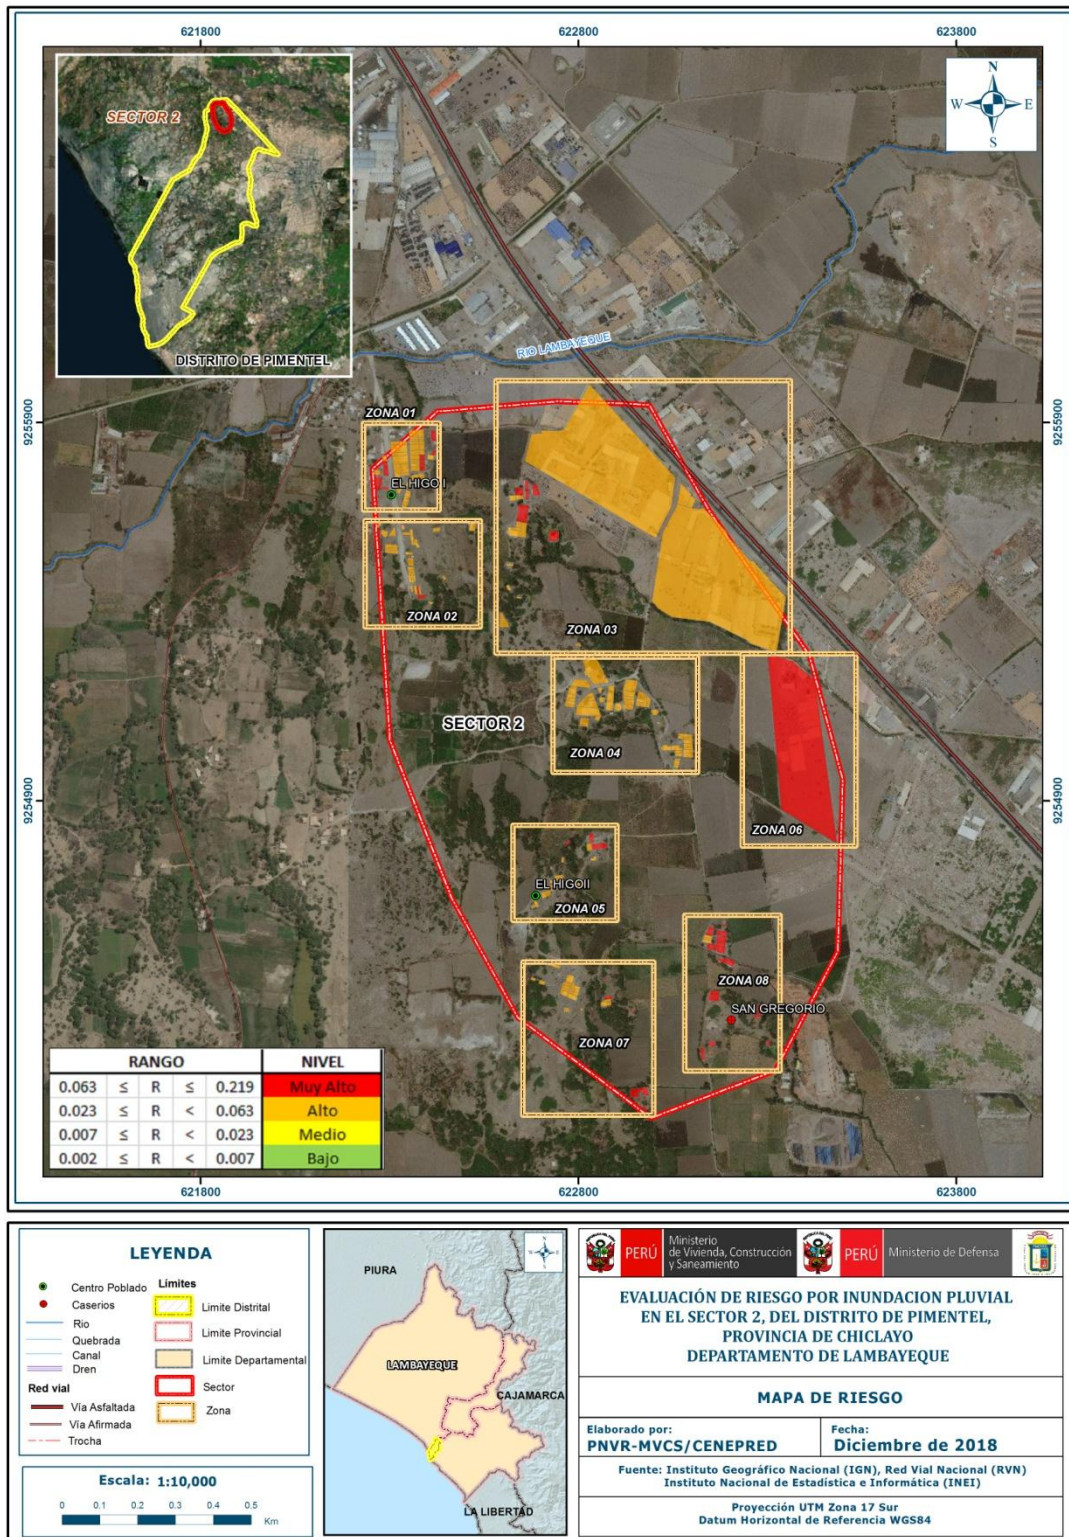 621800
622800
623800
SECTOR 2
DISTRITO DE PIMENTEL
N
W
E
S
RIO LAMBAYEQUE
9255900
9255900
ZONA 01
EL HIGO I
ZONA 02
ZONA 03
SECTOR 2
ZONA 04
9254900
9254900
ZONA 06
EL HIGOII
ZONA 05
ZONA 08
SAN GREGORIO
ZONA 07
RANGO NIVEL
0.063 ≤ R ≤ 0.219 Muy Alto
0.023 ≤ R < 0.063 Alto
0.007 ≤ R < 0.023 Medio
0.002 ≤ R < 0.007 Bajo
621800
622800
623800
LEYENDA
Centro Poblado
Caserios
Rio
Quebrada
Canal
Dren
Red vial
Vía Asfaltada
Vía Afirmada
Trocha
Limites
Limite Distrital
Limite Provincial
Limite Departamental
Sector
Zona
Escala: 1:10,000
0 0.1 0.2 0.3 0.4 0.5
Km
PIURA
LAMBAYEQUE
CAJAMARCA
LA LIBERTAD
PERÚ
Ministerio
de Vivienda, Construcción
y Saneamiento
PERÚ
Ministerio de Defensa
EVALUACIÓN DE RIESGO POR INUNDACION PLUVIAL
EN EL SECTOR 2, DEL DISTRITO DE PIMENTEL,
PROVINCIA DE CHICLAYO
DEPARTAMENTO DE LAMBAYEQUE
MAPA DE RIESGO
Elaborado por:
PNVR-MVCS/CENEPRED
Fecha:
Diciembre de 2018
Fuente: Instituto Geográfico Nacional (IGN), Red Vial Nacional (RVN)
Instituto Nacional de Estadística e Informática (INEI)
Proyección UTM Zona 17 Sur
Datum Horizontal de Referencia WGS84